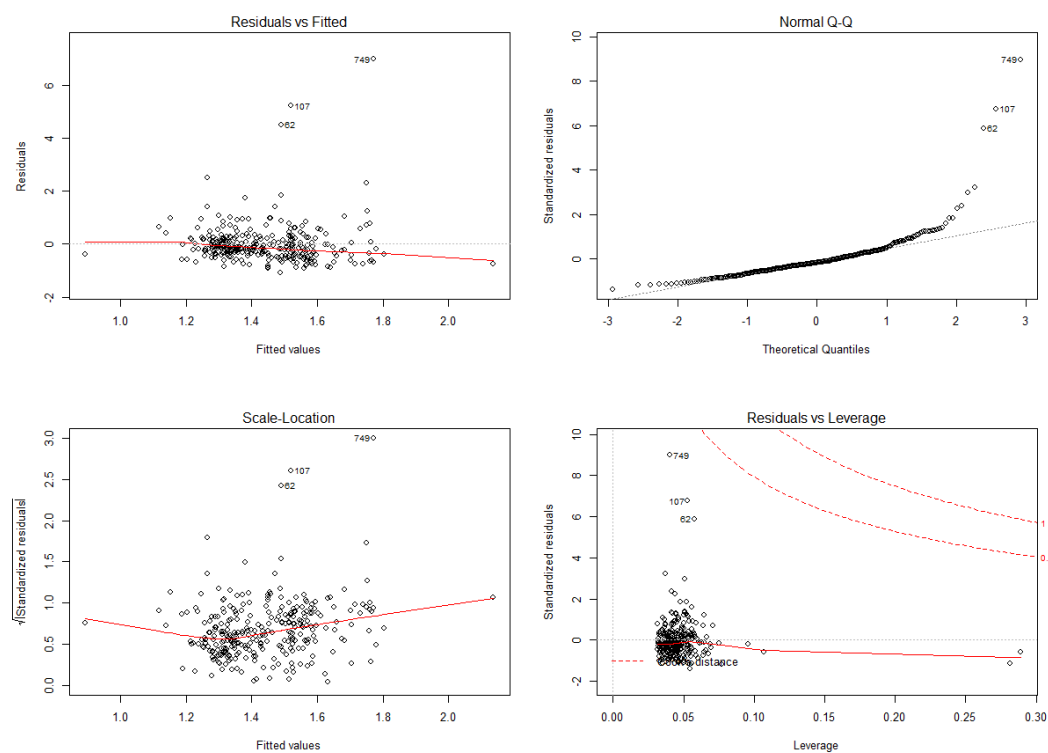 Residuals vs Fitted
Residuals
6
4
2
0
-2
749
107
62
1.0 1.2 1.4 1.6 1.8 2.0
Fitted values
Normal Q-Q
Standardized residuals
10
8
6
4
2
0
749
107
62
-3 -2 -1 0 1 2 3
Theoretical Quantiles
Scale-Location
√|Standardized residuals|
3.0
2.5
2.0
1.5
1.0
0.5
0.0
749
107
62
1.0 1.2 1.4 1.6 1.8 2.0
Fitted values
Residuals vs Leverage
Standardized residuals
10
8
6
4
2
0
-2
749
107
62
1
0.
Cook's distance
0.00 0.05 0.10 0.15 0.20 0.25 0.30
Leverage